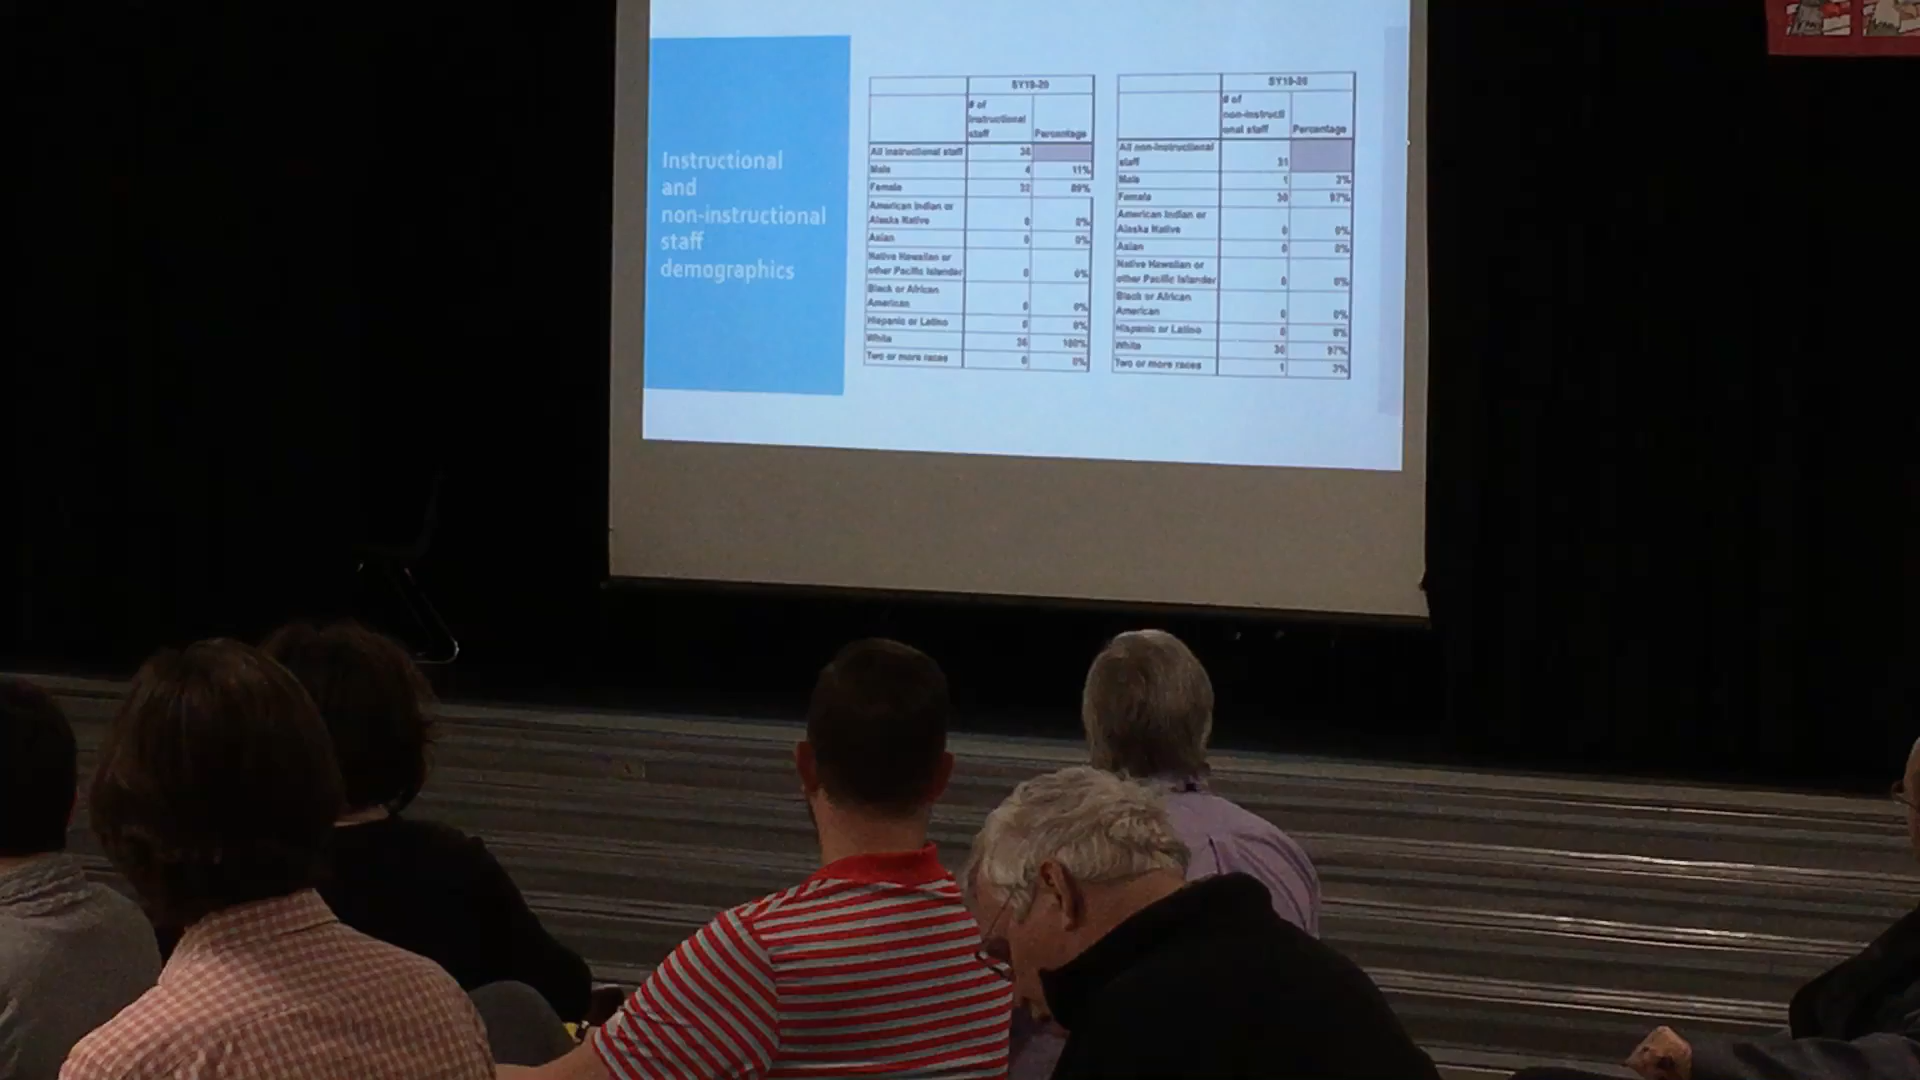 Instructional
and
non-instructional
staff
demographics
SY19-20
# of
instructional
staff Percentage
All instructional staff 36
Male 4 11%
Female 32 89%
American Indian or
Alaska Native 0 0%
Asian 0 0%
Native Hawaiian or
other Pacific Islander 0 0%
Black or African
American 0 0%
Hispanic or Latino 0 0%
White 36 100%
Two or more races 0 0%
SY19-20
# of
non-instructi
onal staff Percentage
All non-instructional
staff 31
Male 1 3%
Female 30 97%
American Indian or
Alaska Native 0 0%
Asian 0 0%
Native Hawaiian or
other Pacific Islander 0 0%
Black or African
American 0 0%
Hispanic or Latino 0 0%
White 30 97%
Two or more races 1 3%